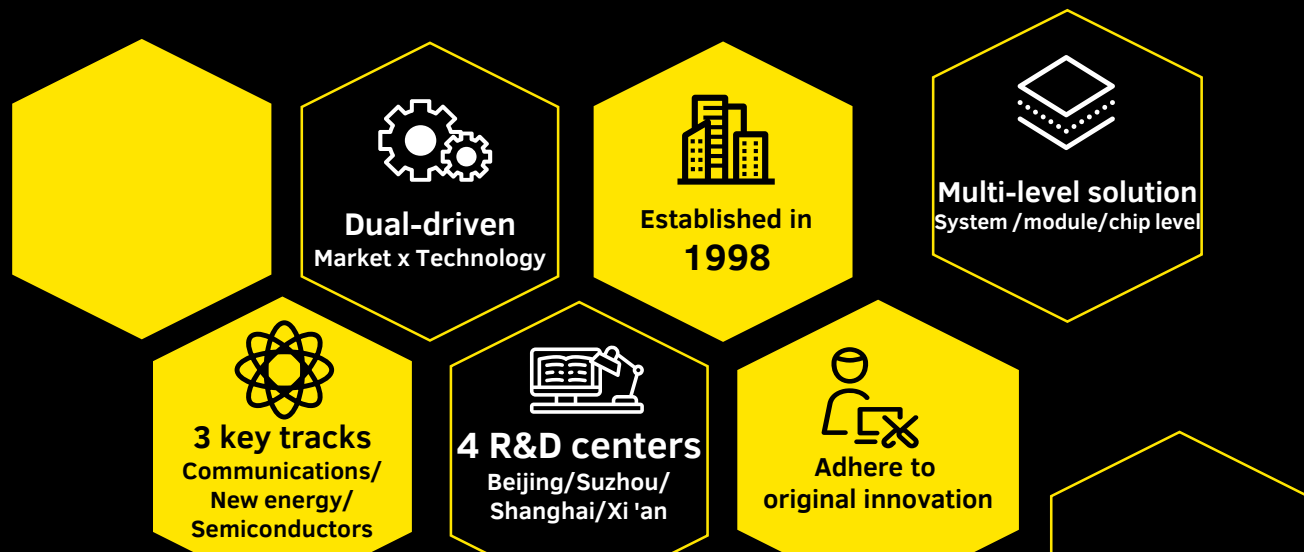 Dual-driven
Market x Technology
Established in
1998
Multi-level solution
System /module/chip level
3 key tracks
Communications/
New energy/
Semiconductors
4 R&D centers
Beijing/Suzhou/
Shanghai/Xi 'an
Adhere to
original innovation